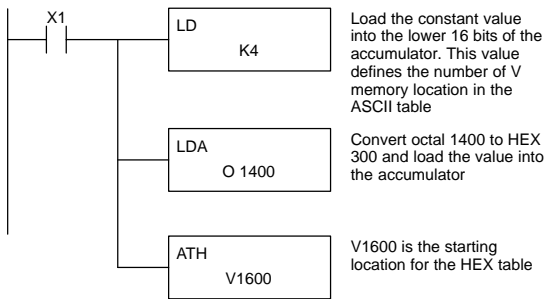 X1
LD
K4
Load the constant value
into the lower 16 bits of the
accumulator. This value
defines the number of V
memory location in the
ASCII table
LDA
O 1400
Convert octal 1400 to HEX
300 and load the value into
the accumulator
ATH
V1600
V1600 is the starting
location for the HEX table